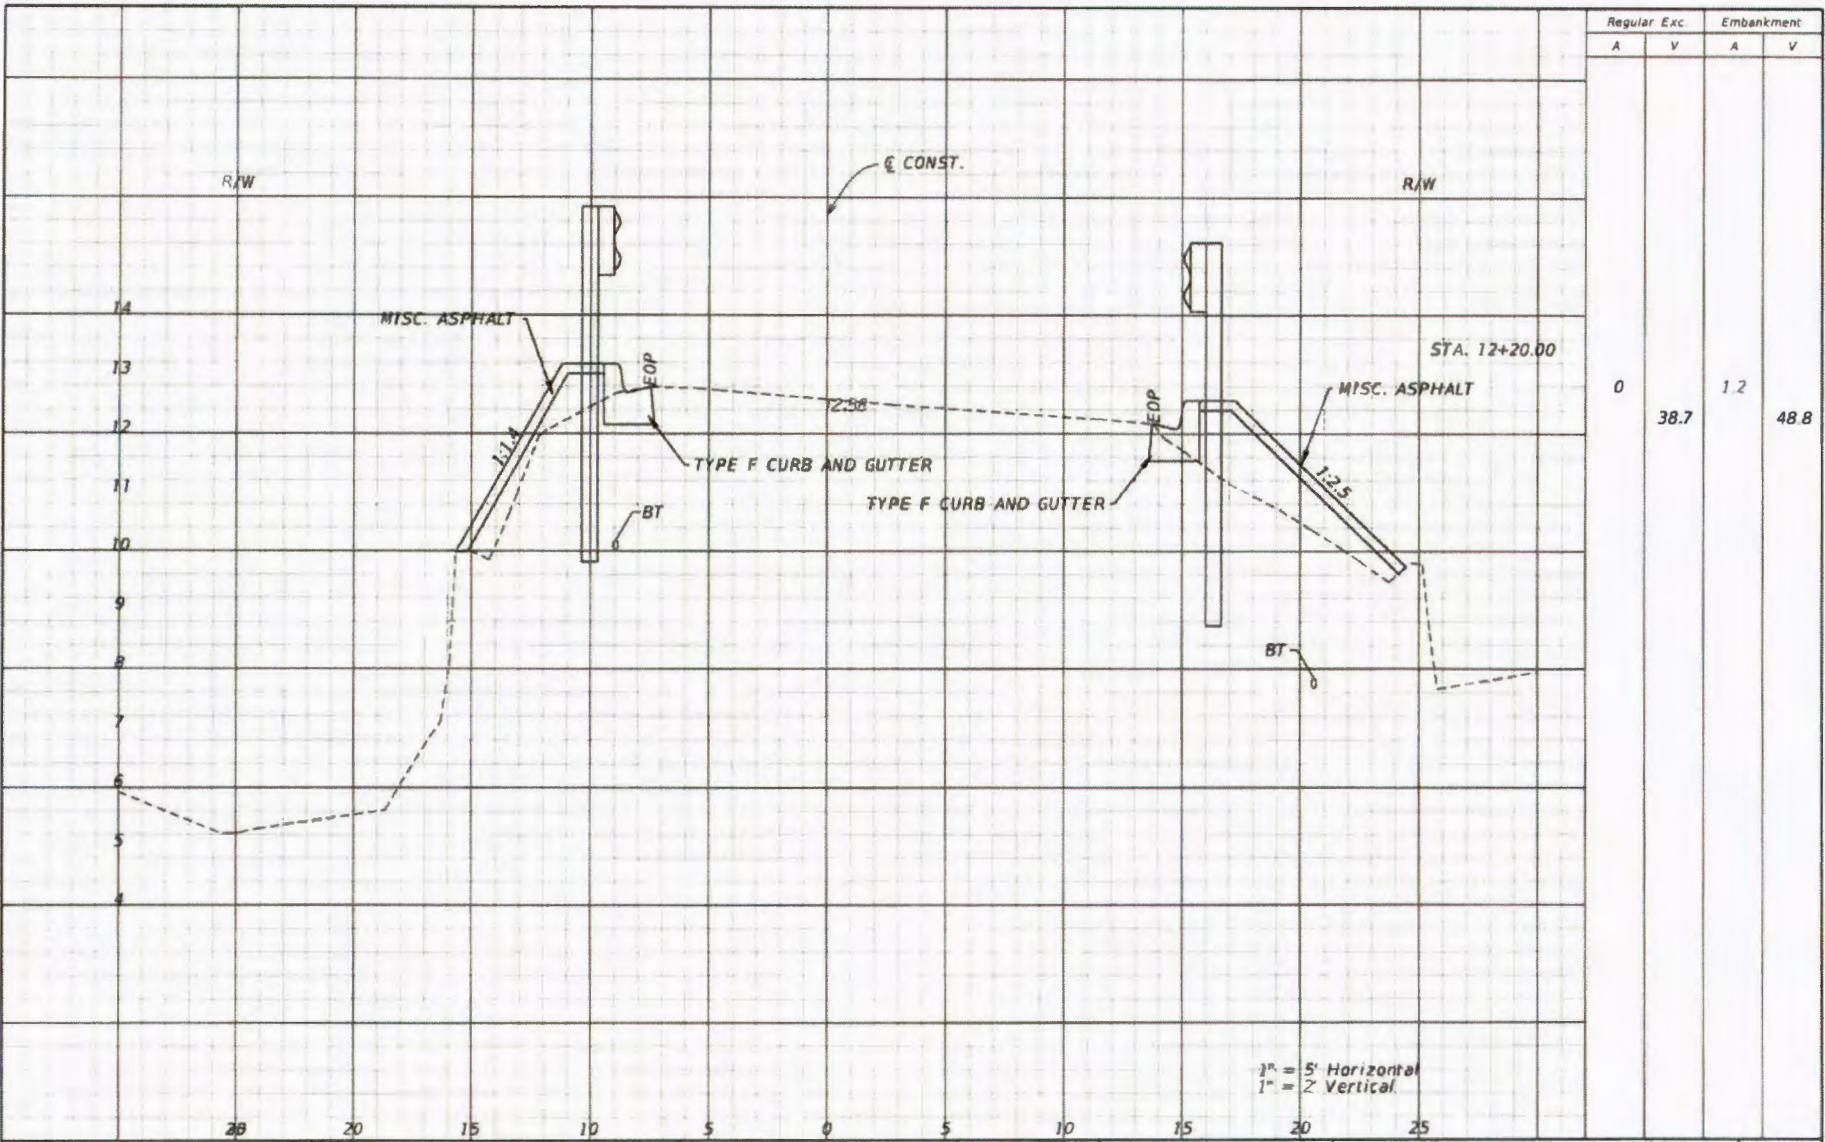 Regular Exc. Embankment
A V A V
℄ CONST.
R/W
R/W
14
MISC. ASPHALT
STA. 12+20.00
13
EOP
MISC. ASPHALT
0 1.2
EOP
12.58
38.7 48.8
12
1:1.4
TYPE F CURB AND GUTTER
1:2.5
11
TYPE F CURB AND GUTTER
BT
10
9
BT
8
7
6
5
4
1" = 5' Horizontal
1" = 2' Vertical
20 15 10 5 0 5 10 15 20 25